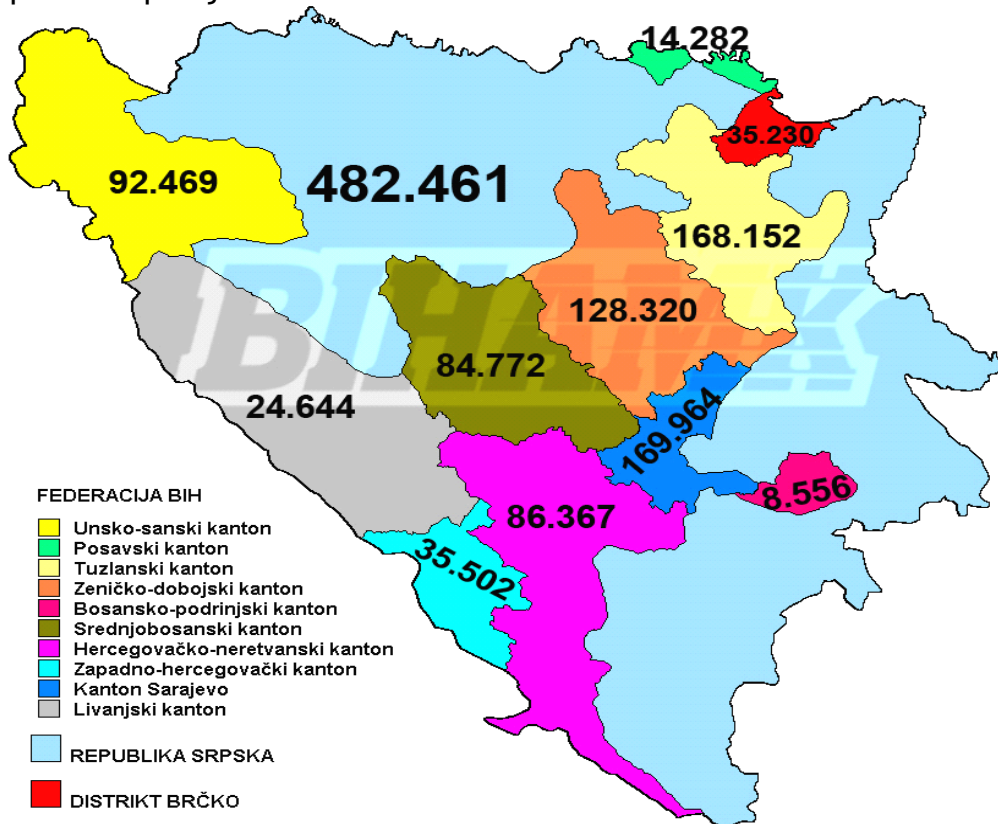 14.282
35.230
92.469
482.461
168.152
BIHAMK
128.320
84.772
24.644
169.964
8.556
86.367
35.502
FEDERACIJA BIH
Unsko-sanski kanton
Posavski kanton
Tuzlanski kanton
Zeničko-dobojski kanton
Bosansko-podrinjski kanton
Srednjobosanski kanton
Hercegovačko-neretvanski kanton
Zapadno-hercegovački kanton
Kanton Sarajevo
Livanjski kanton
REPUBLIKA SRPSKA
DISTRIKT BRČKO